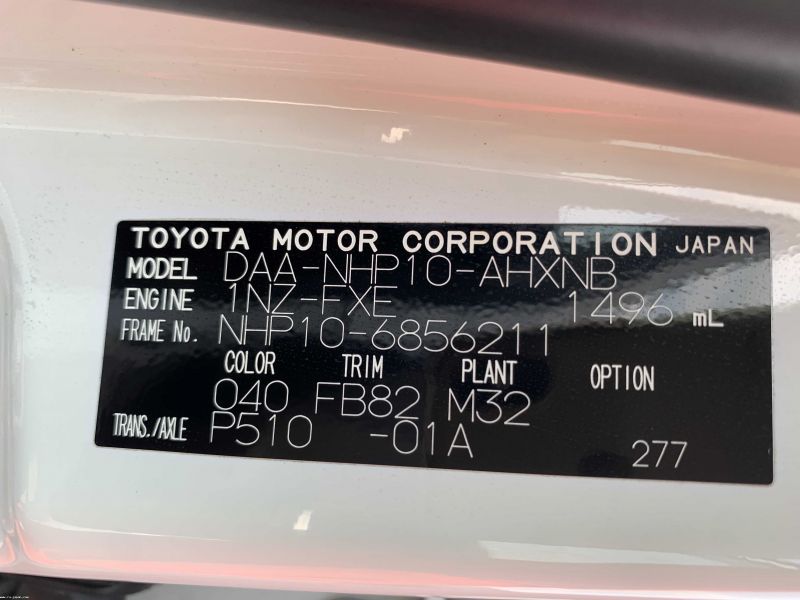 TOYOTA MOTOR CORPORATION JAPAN
MODEL DAA-NHP10-AHXNB
ENGINE 1NZ-FXE 1496 mL
FRAME No. NHP10-6856211
COLOR TRIM PLANT OPTION
040 FB82 M32
TRANS./AXLE P510 -01A 277